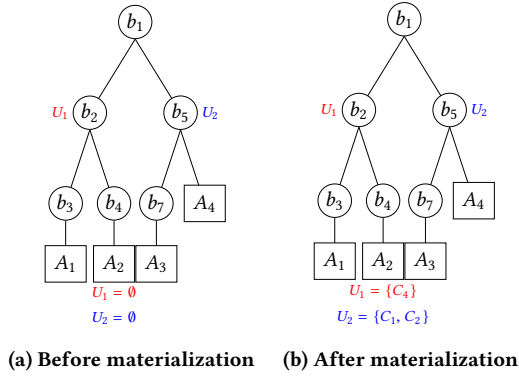 b₁ b₁
U₁ b₂ b₅ U₂ U₁ b₂ b₅ U₂
b₃ b₄ b₇ A₄ b₃ b₄ b₇ A₄
A₁ A₂ A₃ A₁ A₂ A₃
U₁ = ∅ U₁ = {C₄}
U₂ = ∅ U₂ = {C₁, C₂}
(a) Before materialization (b) After materialization